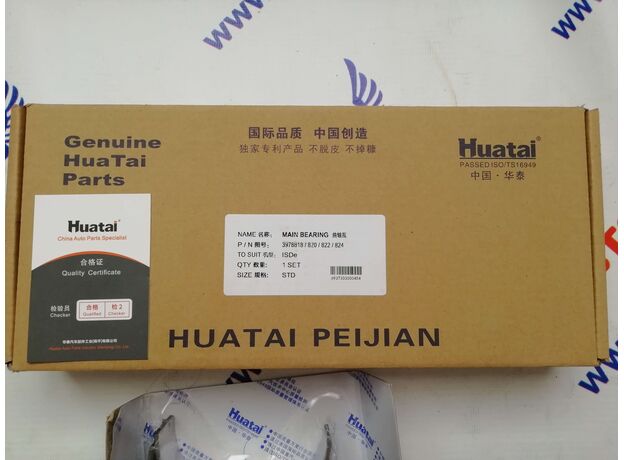 Genuine
HuaTai
Parts
国际品质 中国创造
独家专利产品 不脱皮 不掉糠
Huatai®
PASSED ISO/TS16949
中国·华泰
Huatai®
China Auto Parts Specialist
合格证
Quality Certificate
检验员
Checker
合格
Qualified
检2
Checker
NAME 名称: MAIN BEARING
P / N 图号: 3978818 / 820 / 822 / 824
TO SUIT 机型: ISDe
QTY 数量: 1 SET
SIZE 规格: STD
HUATAI PEIJIAN
Huatai®
中国·华泰